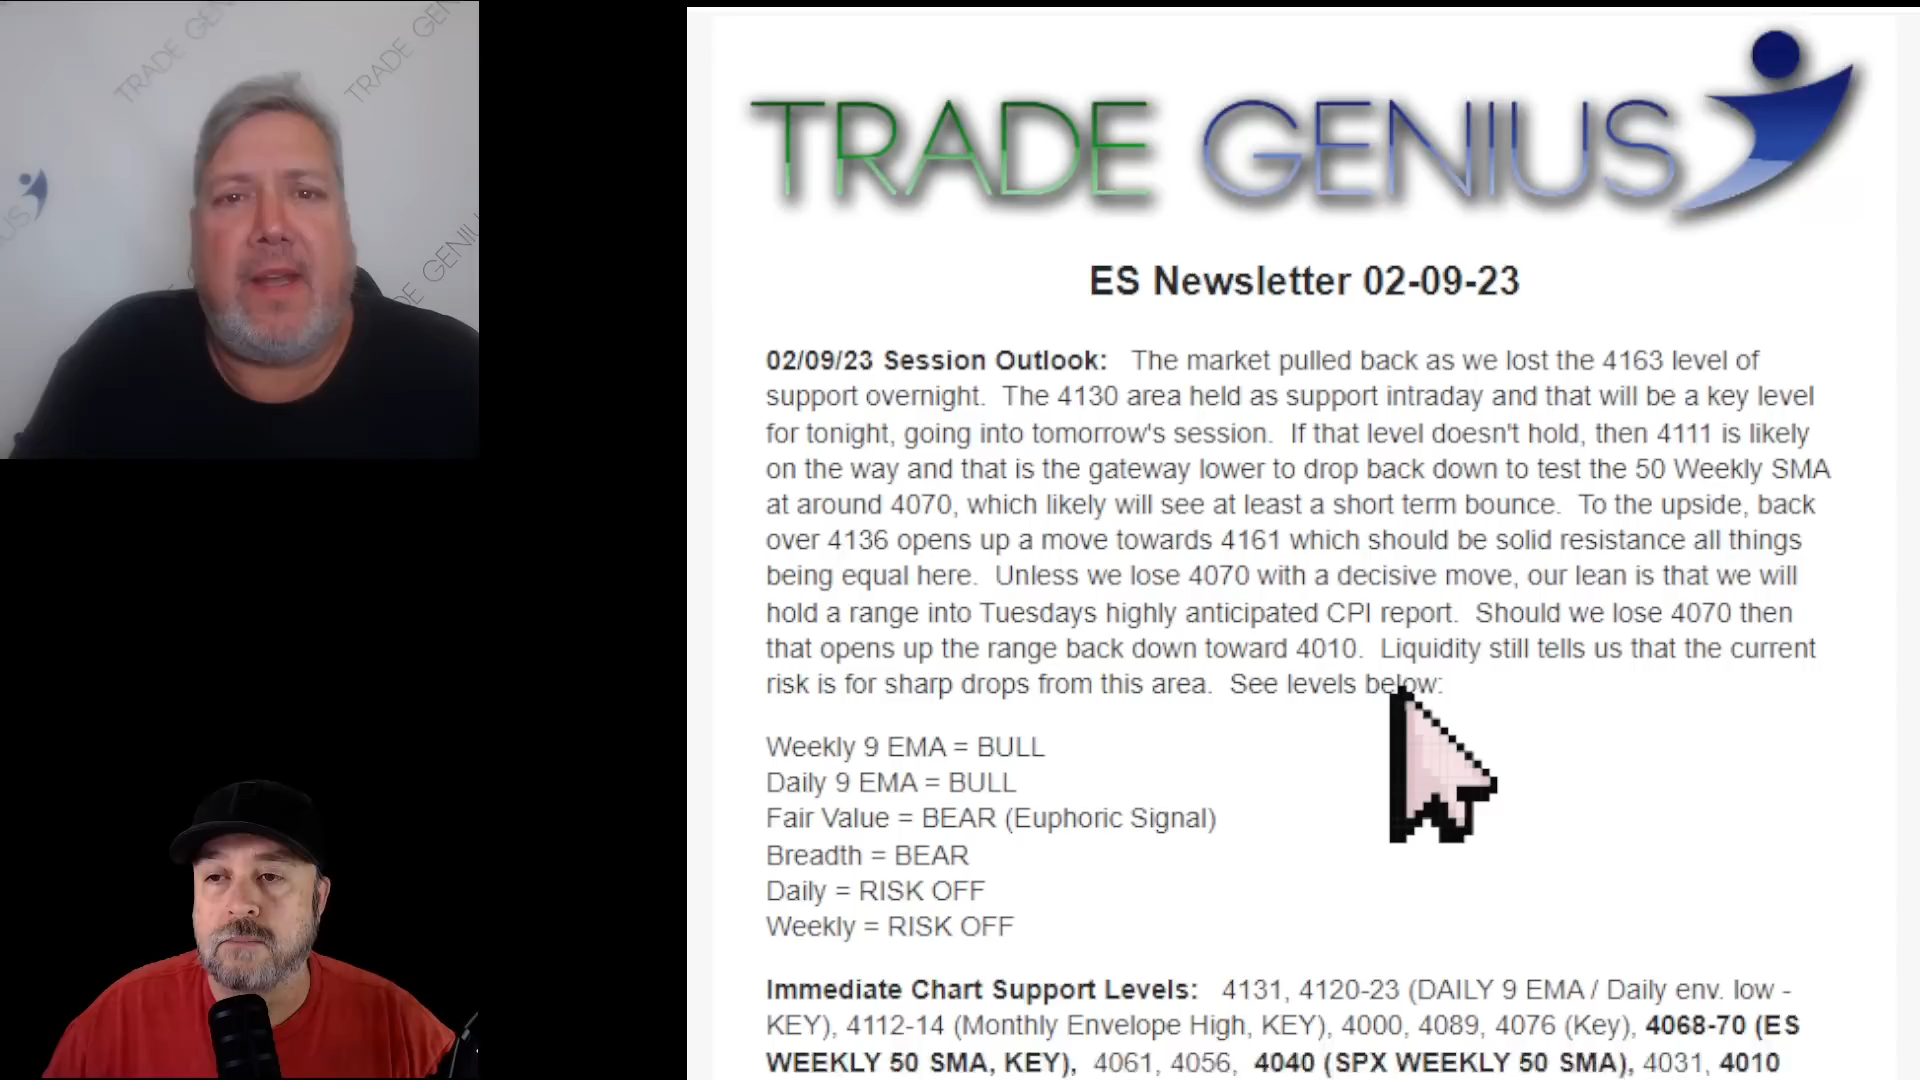 TRADE GENIUS
TRADE GENIUS
TRADE GENIUS
ES Newsletter 02-09-23
02/09/23 Session Outlook: The market pulled back as we lost the 4163 level of
support overnight. The 4130 area held as support intraday and that will be a key level
for tonight, going into tomorrow's session. If that level doesn't hold, then 4111 is likely
on the way and that is the gateway lower to drop back down to test the 50 Weekly SMA
at around 4070, which likely will see at least a short term bounce. To the upside, back
over 4136 opens up a move towards 4161 which should be solid resistance all things
being equal here. Unless we lose 4070 with a decisive move, our lean is that we will
hold a range into Tuesdays highly anticipated CPI report. Should we lose 4070 then
that opens up the range back down toward 4010. Liquidity still tells us that the current
risk is for sharp drops from this area. See levels below:
Weekly 9 EMA = BULL
Daily 9 EMA = BULL
Fair Value = BEAR (Euphoric Signal)
Breadth = BEAR
Daily = RISK OFF
Weekly = RISK OFF
Immediate Chart Support Levels: 4131, 4120-23 (DAILY 9 EMA / Daily env. low -
KEY), 4112-14 (Monthly Envelope High, KEY), 4000, 4089, 4076 (Key), 4068-70 (ES
WEEKLY 50 SMA, KEY), 4061, 4056, 4040 (SPX WEEKLY 50 SMA), 4031, 4010